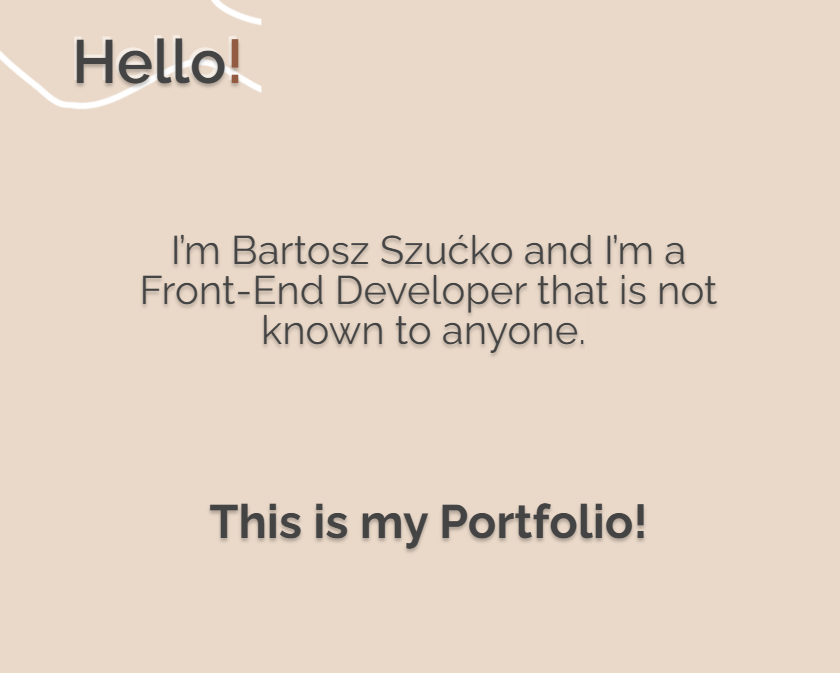 Hello!
I’m Bartosz Szućko and I’m a
Front-End Developer that is not
known to anyone.
This is my Portfolio!